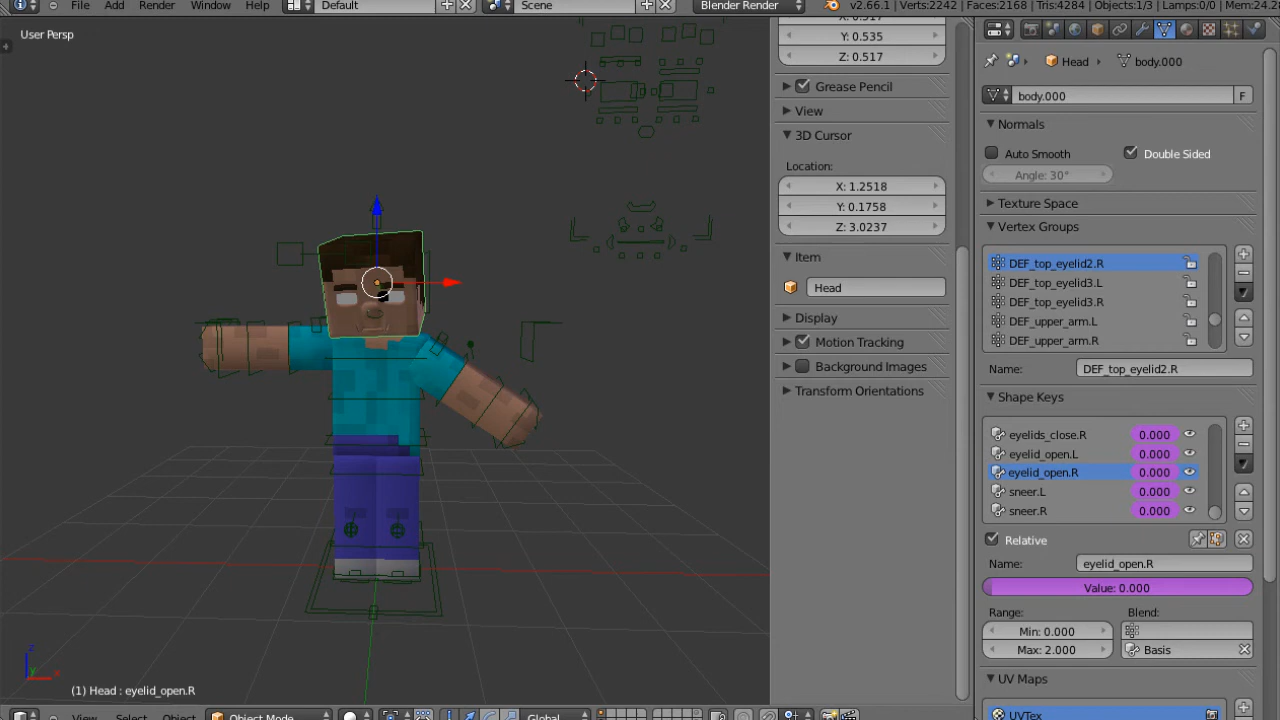 File Add Render Window Help Default Scene Blender Render v2.66.1 | Verts:2242 | Faces:2168 | Tris:4284 | Objects:1/3 | Lamps:0/0 | Mem:24.2
User Persp
Y: 0.535
Z: 0.517
Grease Pencil
View
3D Cursor
Location:
X: 1.2518
Y: 0.1758
Z: 3.0237
Item
Head
Display
Motion Tracking
Background Images
Transform Orientations
Head body.000
body.000 F
Normals
Auto Smooth Double Sided
Angle: 30°
Texture Space
Vertex Groups
DEF_top_eyelid2.R
DEF_top_eyelid3.L
DEF_top_eyelid3.R
DEF_upper_arm.L
DEF_upper_arm.R
Name: DEF_top_eyelid2.R
Shape Keys
eyelids_close.R 0.000
eyelid_open.L 0.000
eyelid_open.R 0.000
sneer.L 0.000
sneer.R 0.000
Relative
Name: eyelid_open.R
Value: 0.000
Range: Blend:
Min: 0.000
Max: 2.000 Basis
UV Maps
UVTex
z
y
x
(1) Head : eyelid_open.R
View Select Object Object Mode Global